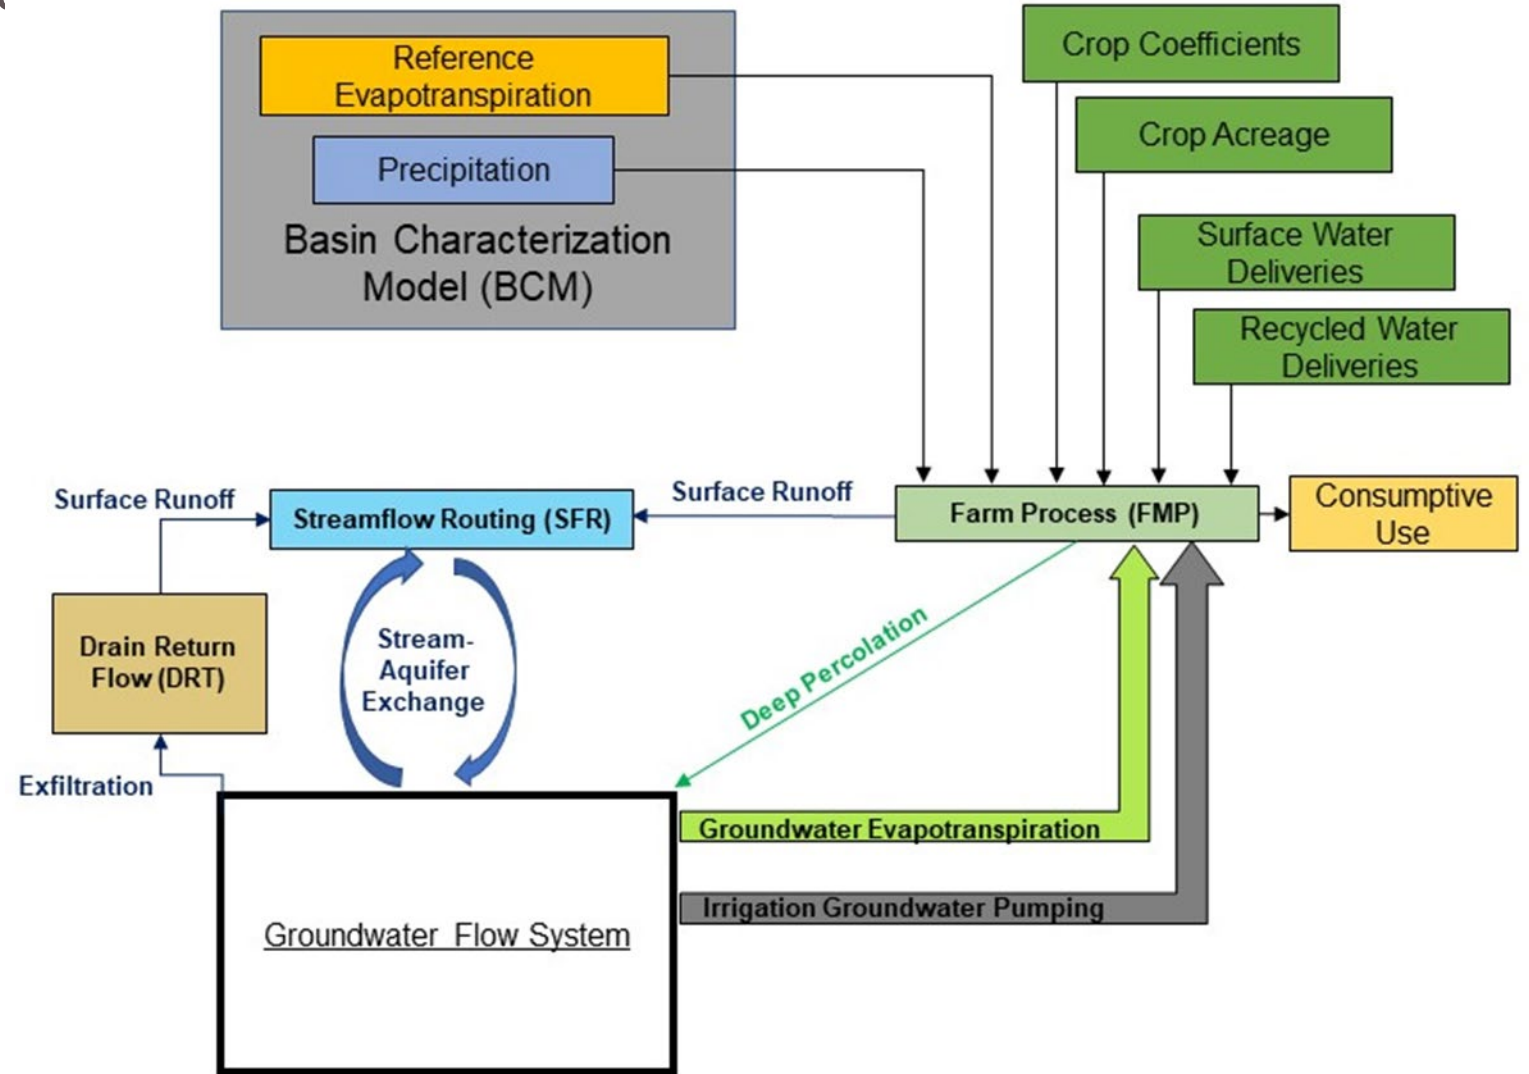 Reference
Evapotranspiration
Precipitation
Basin Characterization
Model (BCM)
Crop Coefficients
Crop Acreage
Surface Water
Deliveries
Recycled Water
Deliveries
Surface Runoff
Streamflow Routing (SFR)
Surface Runoff
Farm Process (FMP)
Consumptive
Use
Drain Return
Flow (DRT)
Stream-
Aquifer
Exchange
Deep Percolation
Exfiltration
Groundwater Evapotranspiration
Irrigation Groundwater Pumping
Groundwater Flow System